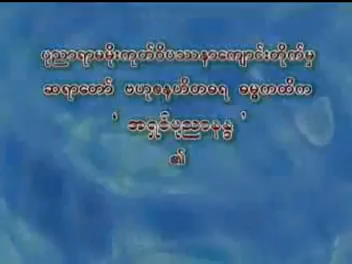 ပုညာရာမမိုးကုတ်ဝိပဿနာကျောင်းတိုက်မှ
ဆရာတော် ဗဟုဇနဟိတဓရ ဓမ္မကထိက
' အရှင်ပုညာနန္ဒ '
၏